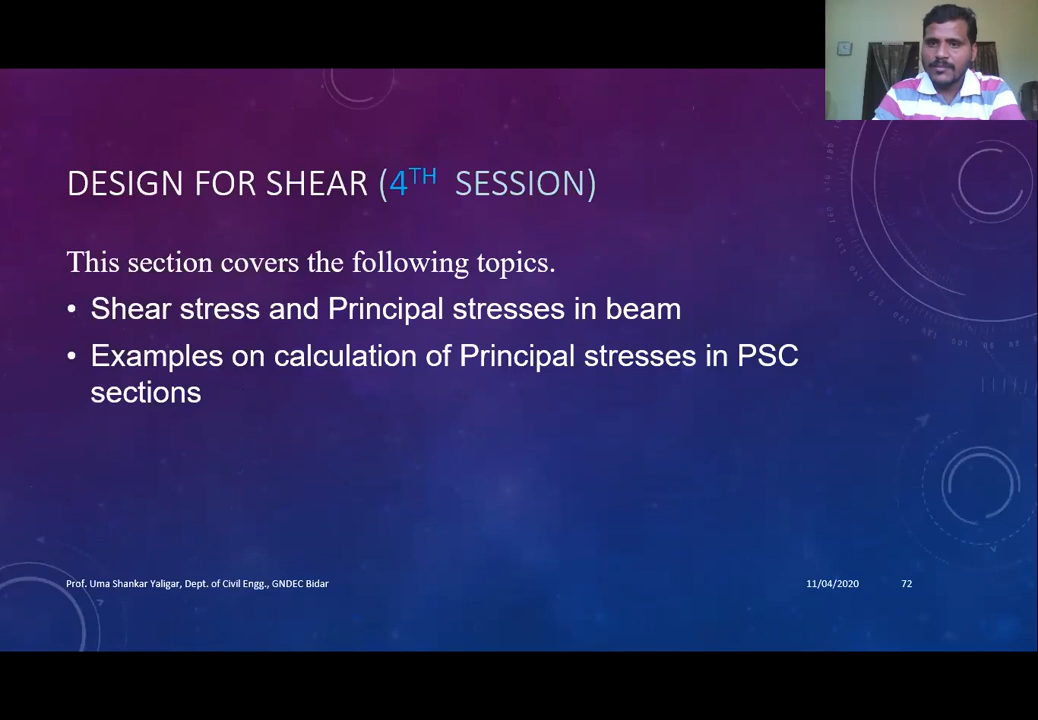 DESIGN FOR SHEAR (4TH SESSION)
This section covers the following topics.
• Shear stress and Principal stresses in beam
• Examples on calculation of Principal stresses in PSC
sections
Prof. Uma Shankar Yaligar, Dept. of Civil Engg., GNDEC Bidar
11/04/2020
72